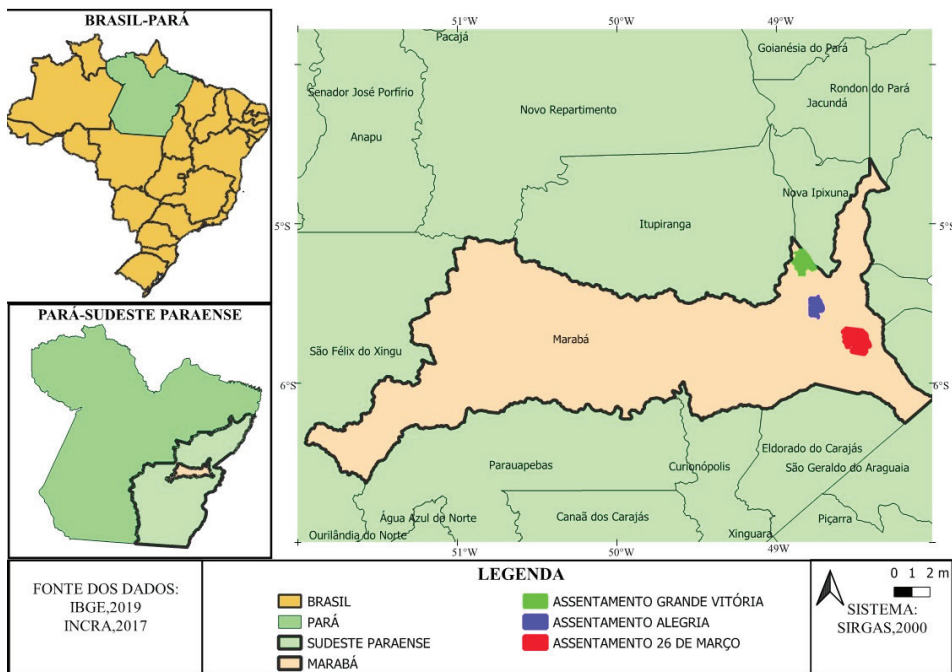 BRASIL-PARÁ
PARÁ-SUDESTE PARAENSE
51°W
50°W
49°W
Pacajá
Goianésia do Pará
Senador José Porfírio
Rondon do Pará
Novo Repartimento
Jacundá
Anapu
Nova Ipixuna
5°S
5°S
Itupiranga
Marabá
São Félix do Xingu
6°S
6°S
Eldorado do Carajás
Parauapebas
Curionópolis
São Geraldo do Araguaia
Água Azul do Norte
Canaã dos Carajás
Piçarra
Ourilândia do Norte
Xinguara
51°W
50°W
49°W
FONTE DOS DADOS:
IBGE,2019
INCRA,2017
LEGENDA
BRASIL
PARÁ
SUDESTE PARAENSE
MARABÁ
ASSENTAMENTO GRANDE VITÓRIA
ASSENTAMENTO ALEGRIA
ASSENTAMENTO 26 DE MARÇO
0 1 2 m
SISTEMA:
SIRGAS,2000